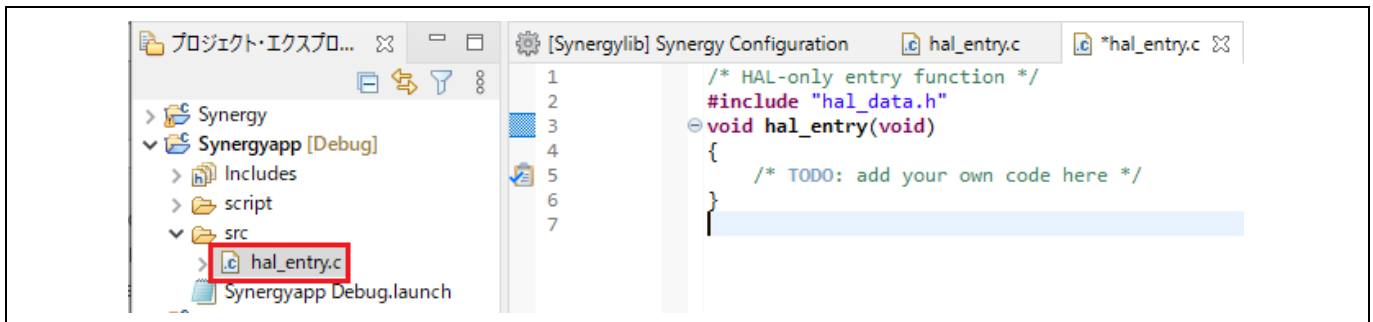 プロジェクト・エクスプロ...
Synergy
Synergyapp [Debug]
Includes
script
src
hal_entry.c
Synergyapp Debug.launch
[Synergylib] Synergy Configuration
hal_entry.c
*hal_entry.c
1 /* HAL-only entry function */
2 #include "hal_data.h"
3 void hal_entry(void)
4 {
5 /* TODO: add your own code here */
6 }
7